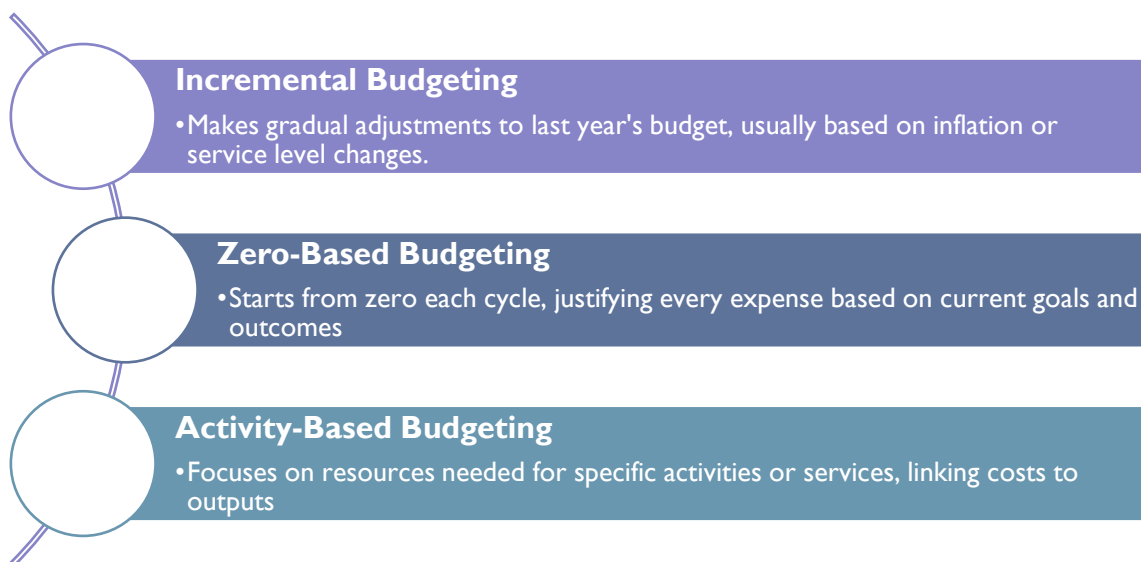 Incremental Budgeting
•Makes gradual adjustments to last year's budget, usually based on inflation or
service level changes.
Zero-Based Budgeting
•Starts from zero each cycle, justifying every expense based on current goals and
outcomes
Activity-Based Budgeting
•Focuses on resources needed for specific activities or services, linking costs to
outputs